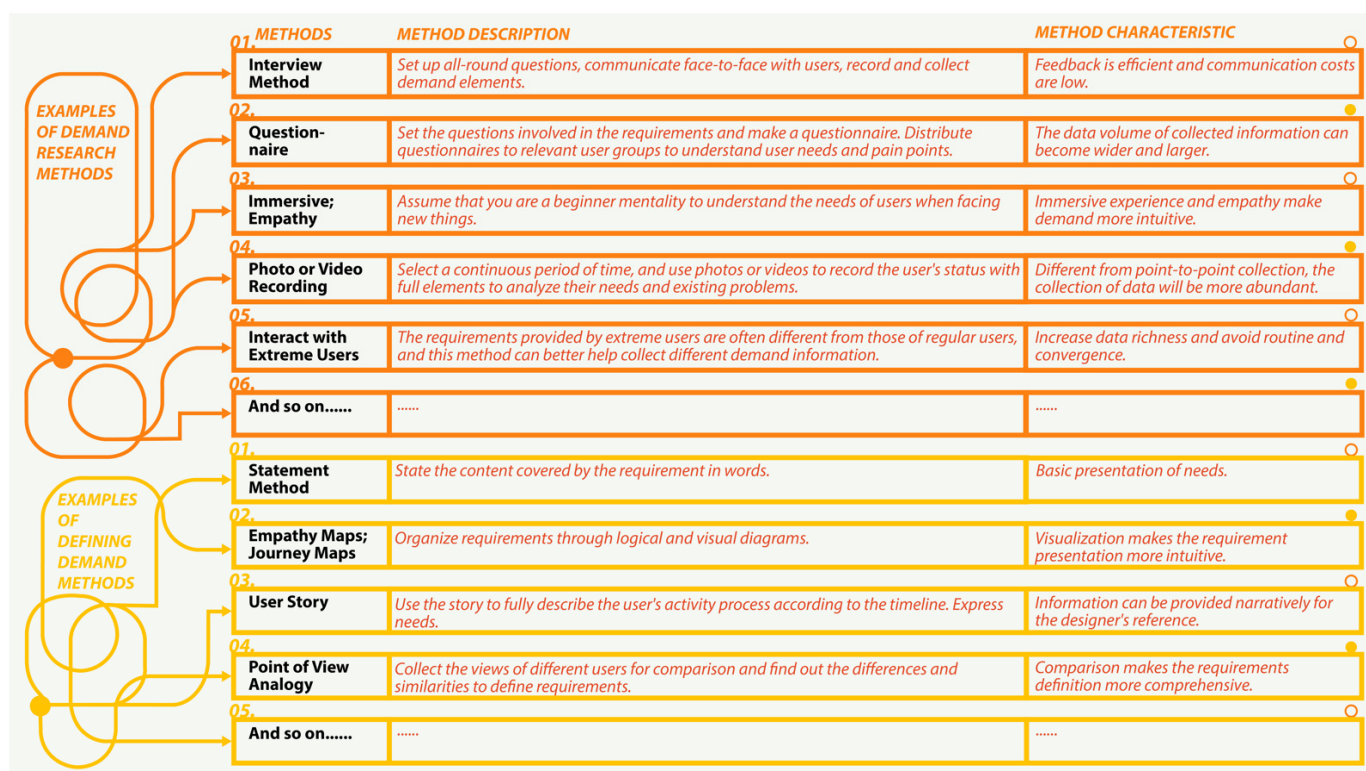 METHODS
METHOD DESCRIPTION
METHOD CHARACTERISTIC
EXAMPLES
OF DEMAND
RESEARCH
METHODS
01.
Interview
Method
Set up all-round questions, communicate face-to-face with users, record and collect
demand elements.
Feedback is efficient and communication costs
are low.
02.
Question-
naire
Set the questions involved in the requirements and make a questionnaire. Distribute
questionnaires to relevant user groups to understand user needs and pain points.
The data volume of collected information can
become wider and larger.
03.
Immersive;
Empathy
Assume that you are a beginner mentality to understand the needs of users when facing
new things.
Immersive experience and empathy make
demand more intuitive.
04.
Photo or Video
Recording
Select a continuous period of time, and use photos or videos to record the user's status with
full elements to analyze their needs and existing problems.
Different from point-to-point collection, the
collection of data will be more abundant.
05.
Interact with
Extreme Users
The requirements provided by extreme users are often different from those of regular users,
and this method can better help collect different demand information.
Increase data richness and avoid routine and
convergence.
06.
And so on......
......
......
EXAMPLES
OF
DEFINING
DEMAND
METHODS
01.
Statement
Method
State the content covered by the requirement in words.
Basic presentation of needs.
02.
Empathy Maps;
Journey Maps
Organize requirements through logical and visual diagrams.
Visualization makes the requirement
presentation more intuitive.
03.
User Story
Use the story to fully describe the user's activity process according to the timeline. Express
needs.
Information can be provided narratively for
the designer's reference.
04.
Point of View
Analogy
Collect the views of different users for comparison and find out the differences and
similarities to define requirements.
Comparison makes the requirements
definition more comprehensive.
05.
And so on......
......
......